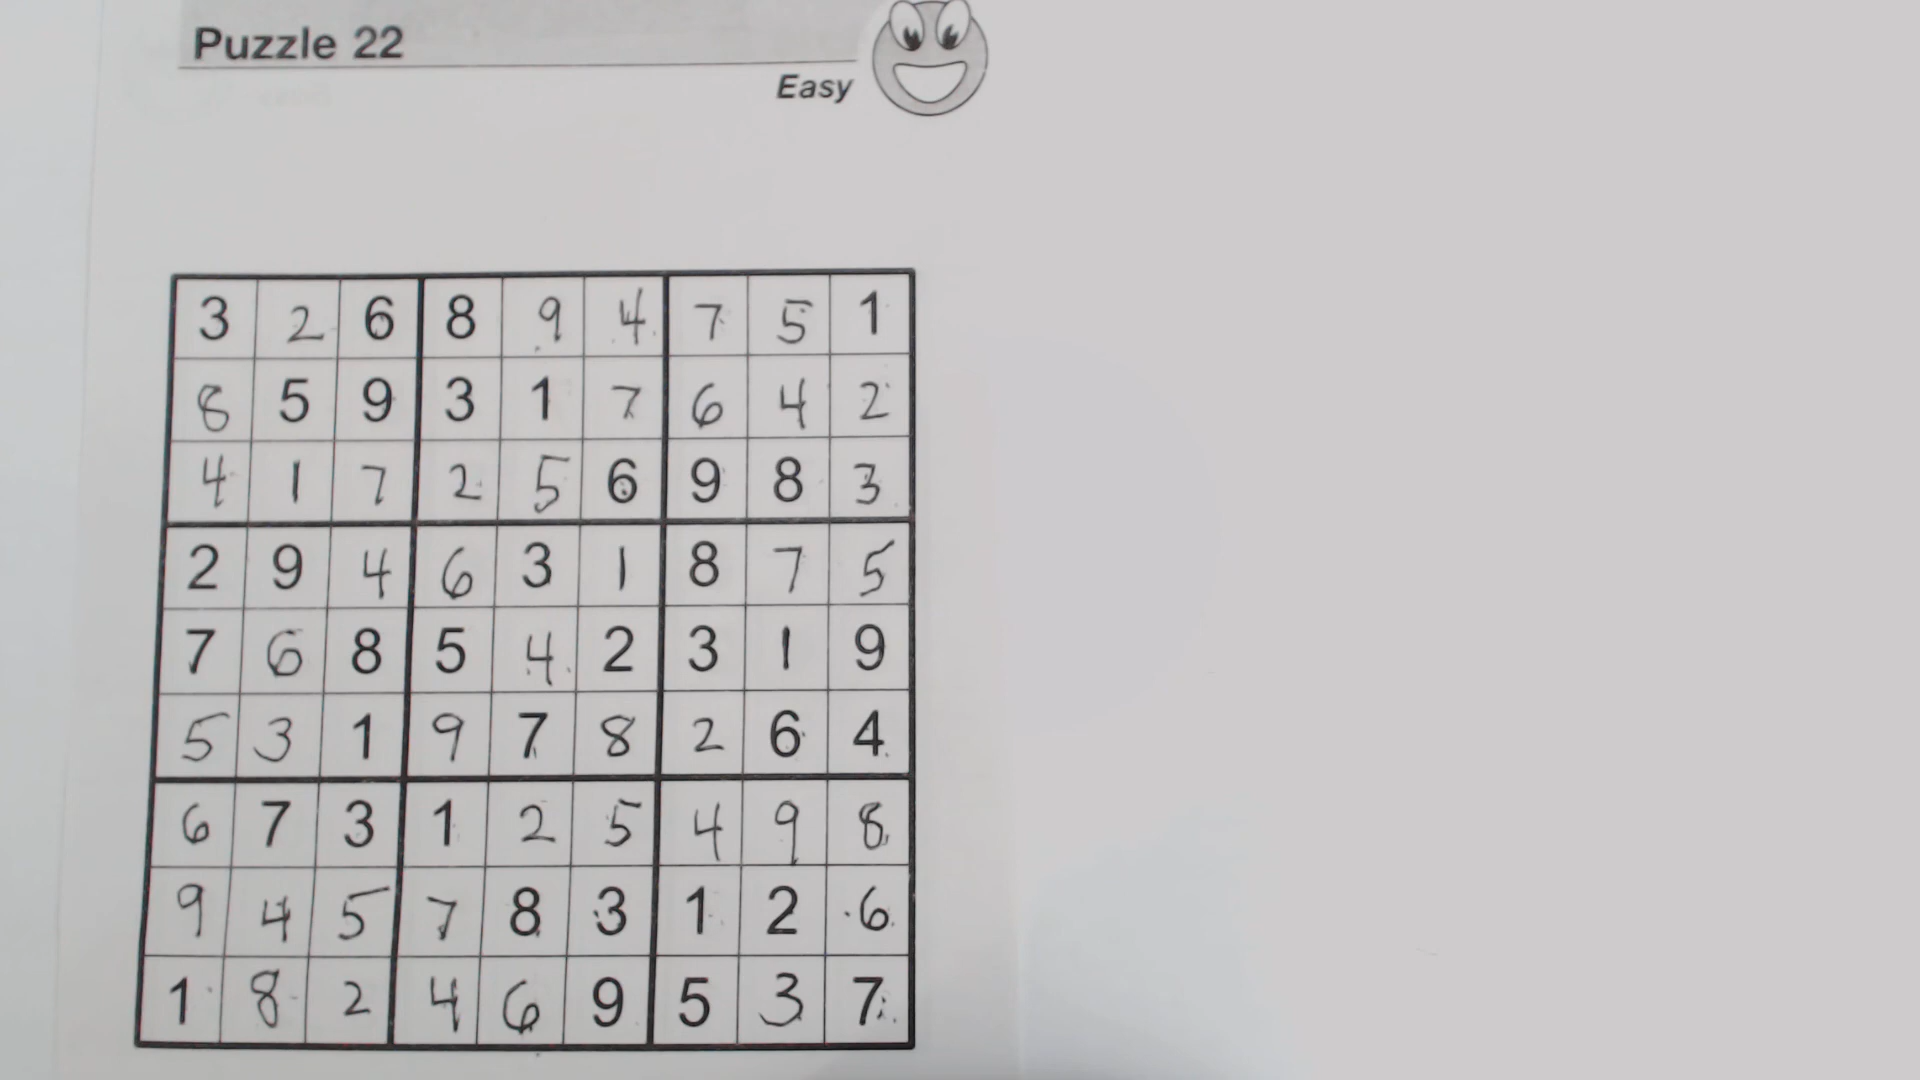 Puzzle 22
Easy
3 2 6 8 9 4 7 5 1
8 5 9 3 1 7 6 4 2
4 1 7 2 5 6 9 8 3
2 9 4 6 3 1 8 7 5
7 6 8 5 4 2 3 1 9
5 3 1 9 7 8 2 6 4
6 7 3 1 2 5 4 9 8
9 4 5 7 8 3 1 2 6
1 8 2 4 6 9 5 3 7